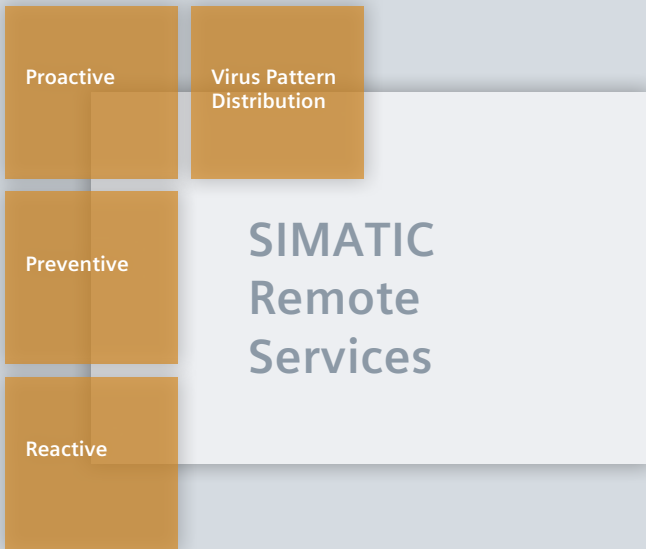 Proactive
Virus Pattern
Distribution
Preventive
SIMATIC
Remote
Services
Reactive